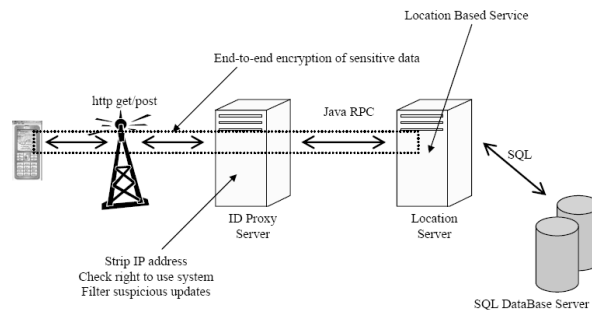 Location Based Service
End-to-end encryption of sensitive data
http get/post
Java RPC
SQL
ID Proxy
Server
Location
Server
Strip IP address
Check right to use system
Filter suspicious updates
SQL DataBase Server